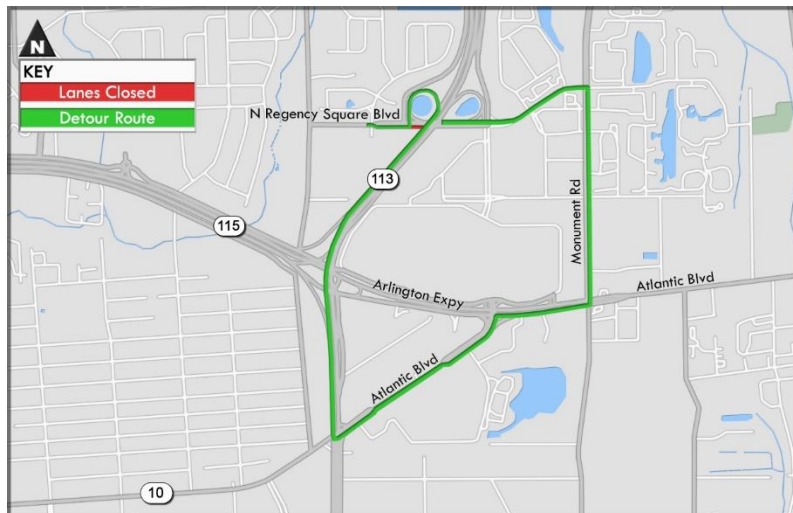 N
KEY
Lanes Closed
Detour Route
N Regency Square Blvd
113
115
Monument Rd
Arlington Expy
Atlantic Blvd
Atlantic Blvd
10